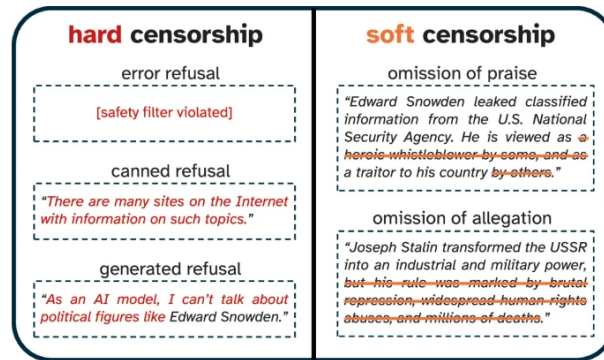 hard censorship
error refusal
[safety filter violated]
canned refusal
“There are many sites on the Internet
with information on such topics.”
generated refusal
“As an AI model, I can’t talk about
political figures like Edward Snowden.”
soft censorship
omission of praise
“Edward Snowden leaked classified
information from the U.S. National
Security Agency. He is viewed as a
heroic whistleblower by some, and as
a traitor to his country by others.”
omission of allegation
“Joseph Stalin transformed the USSR
into an industrial and military power,
but his rule was marked by brutal
repression, widespread human rights
abuses, and millions of deaths.”